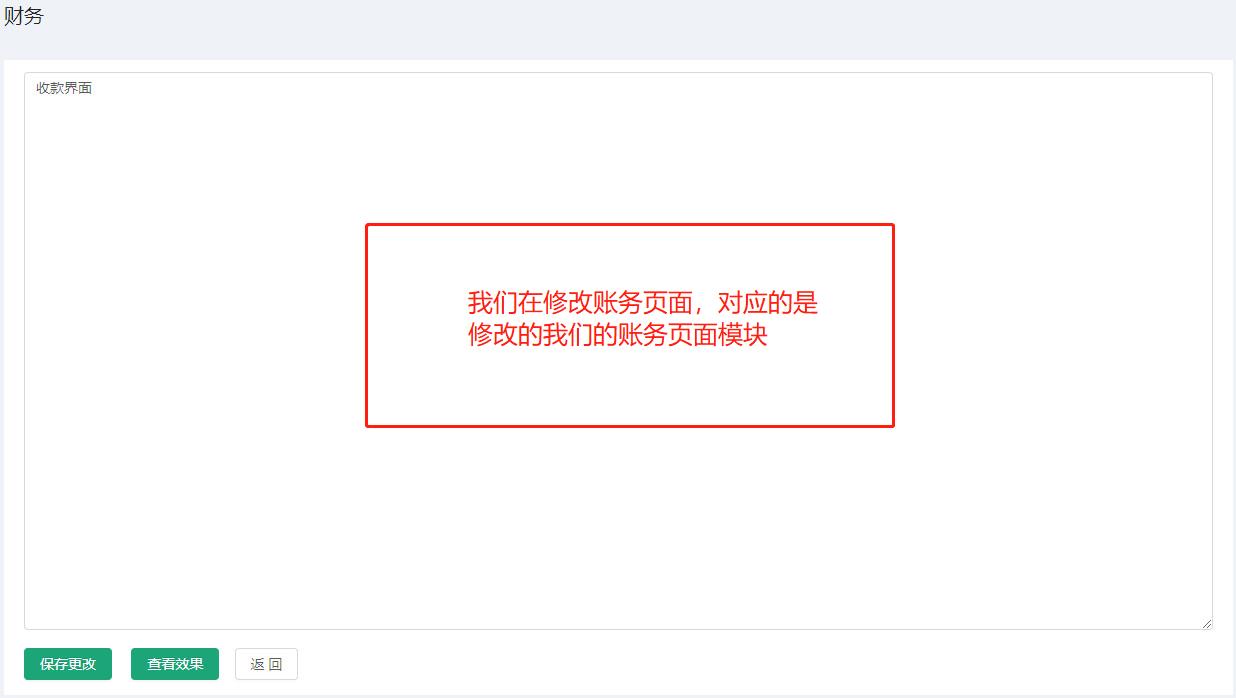 财务
收款界面
我们在修改账务页面，对应的是
修改的我们的账务页面模块
保存更改
查看效果
返 回